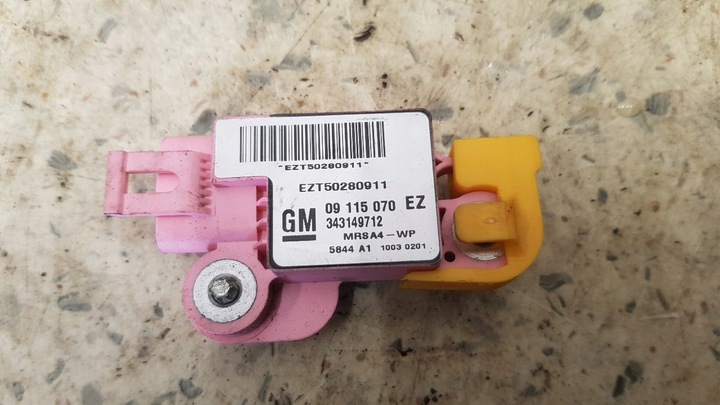 *EZT50280911*
EZT50280911
GM 09 115 070 EZ
343149712
MRSA4-WP
5844 A1 1003 0201